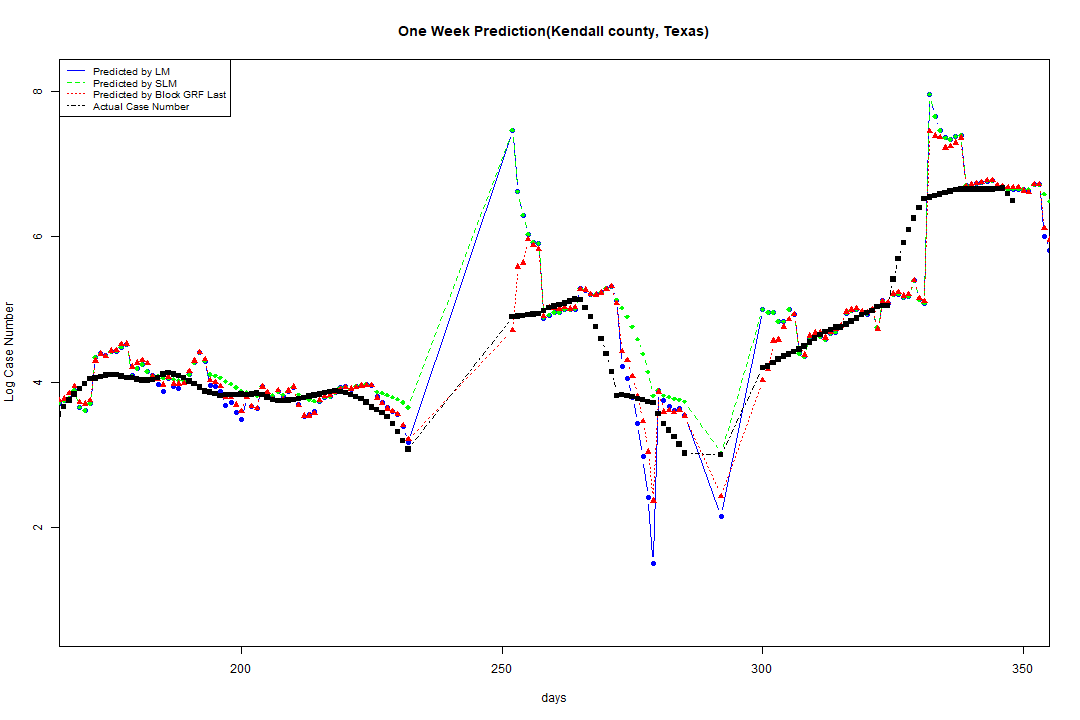 One Week Prediction(Kendall county, Texas)
Predicted by LM
Predicted by SLM
Predicted by Block GRF Last
Actual Case Number
8
6
4
2
Log Case Number
200
250
300
350
days